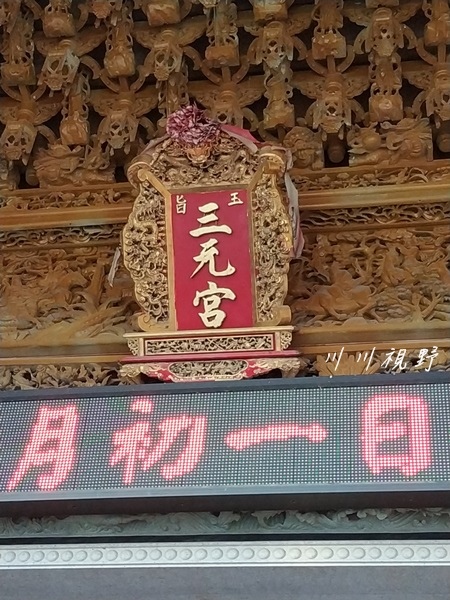 玉旨
三元宮
川川視野
月初一日